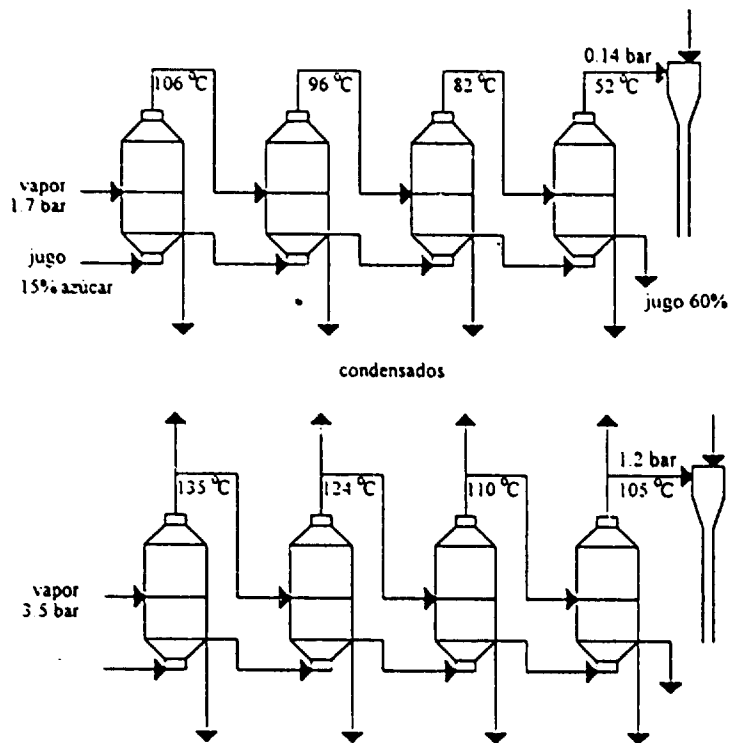 0.14 bar
106 °C
96 °C
82 °C
52 °C
vapor
1.7 bar
jugo
15% azúcar
jugo 60%
condensados
1.2 bar
135 °C
124 °C
110 °C
105 °C
vapor
3.5 bar